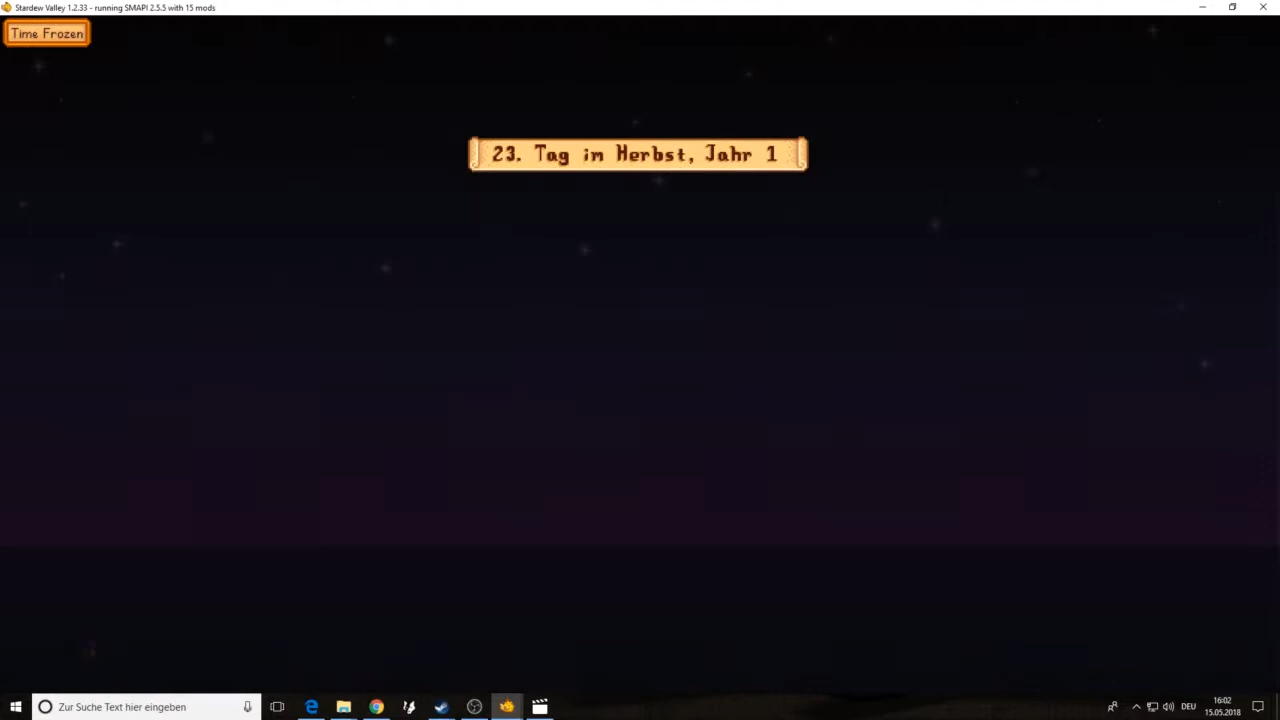 Stardew Valley 1.2.33 - running SMAPI 2.5.5 with 15 mods
Time Frozen
23. Tag im Herbst, Jahr 1
Zur Suche Text hier eingeben
DEU
16:02
15.05.2018